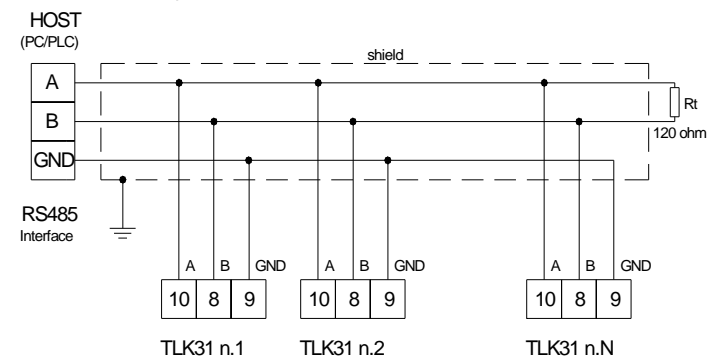 HOST
(PC/PLC)
shield
A
B
GND
Rt
120 ohm
RS485
Interface
A B GND A B GND A B GND
10 8 9 10 8 9 10 8 9
TLK31 n.1 TLK31 n.2 TLK31 n.N